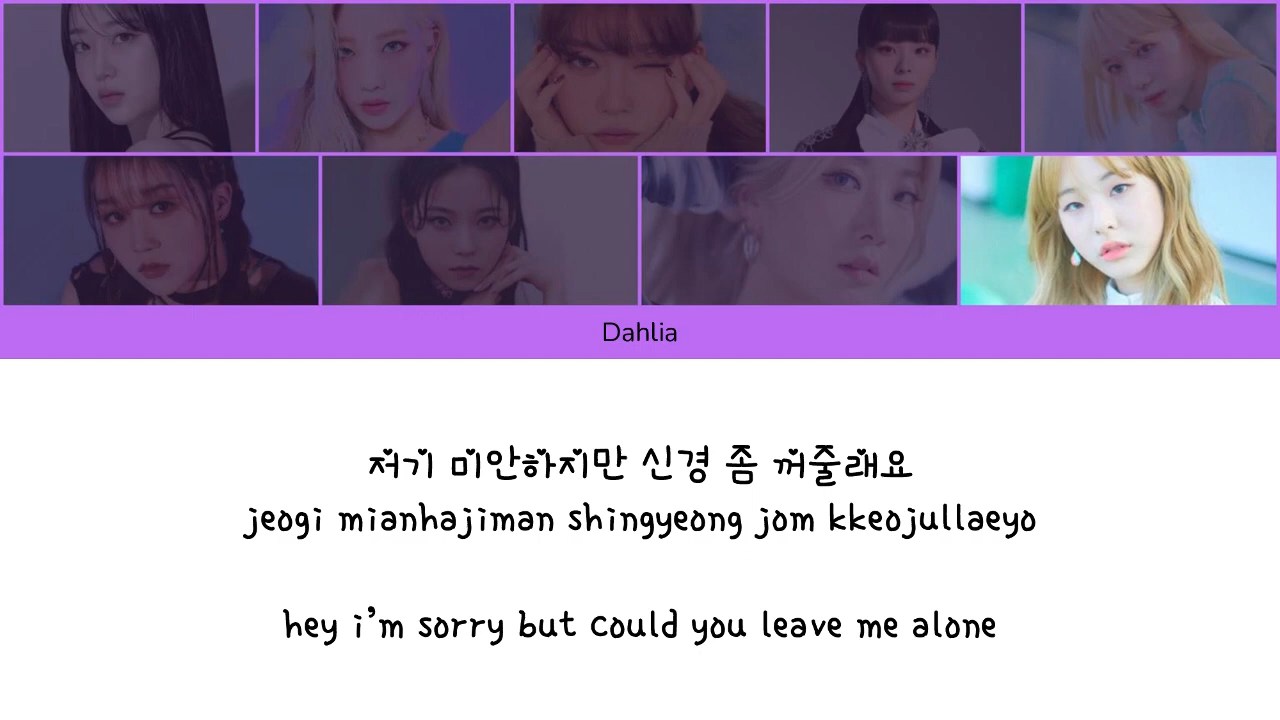 Dahlia
저기 미안하지만 신경 좀 꺼줄래요
jeogi mianhajiman shingyeong jom kkeojullaeyo
hey i'm sorry but could you leave me alone